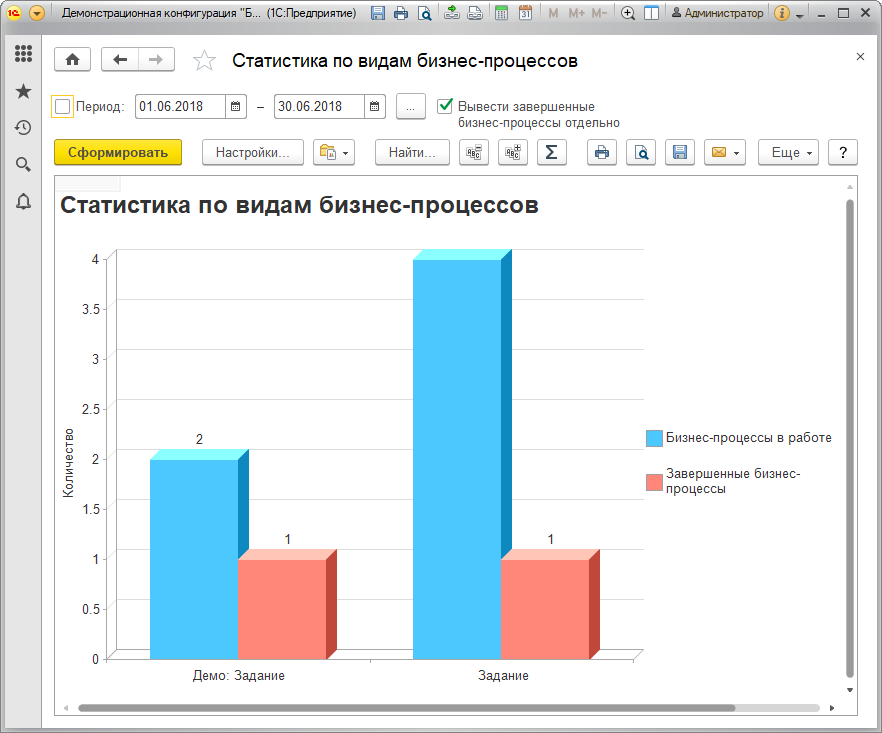 Демонстрационная конфигурация "Б... (1С:Предприятие)
M M+ M- Администратор
Статистика по видам бизнес-процессов
Период: 01.06.2018 – 30.06.2018 ... Вывести завершенные
бизнес-процессы отдельно
Сформировать Настройки... Найти... Σ Еще ?
Статистика по видам бизнес-процессов
4
3.5
3
2.5
2
1.5
1
0.5
0
Количество
2
1
1
Демо: Задание
Задание
Бизнес-процессы в работе
Завершенные бизнес-
процессы